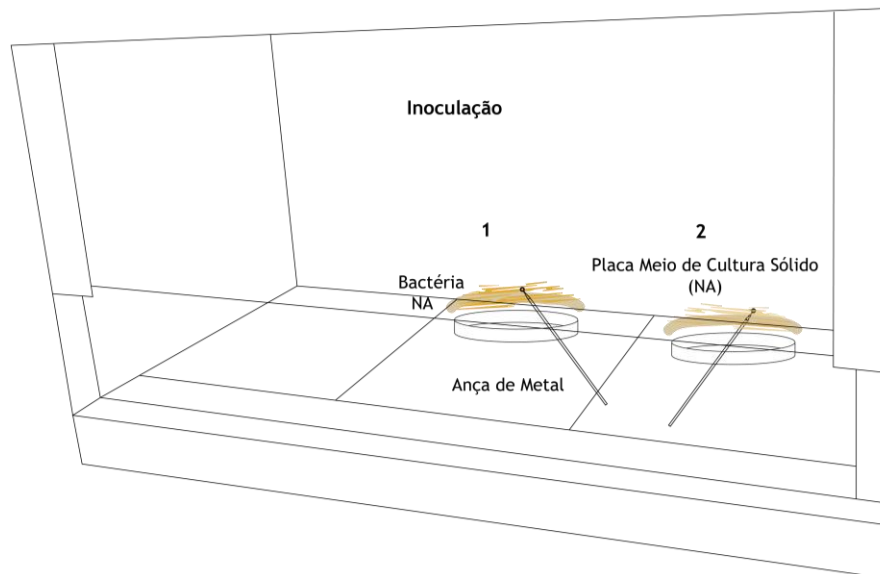 Inoculação
1
2
Placa Meio de Cultura Sólido
(NA)
Bactéria
NA
Ança de Metal